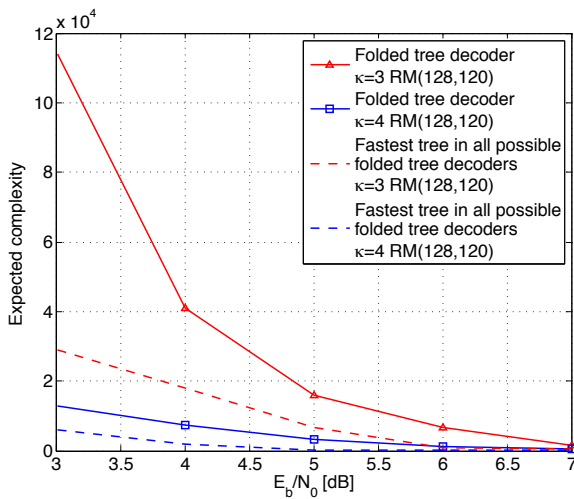 x 10^4
12
10
8
6
4
2
0
Expected complexity
3
3.5
4
4.5
5
5.5
6
6.5
7
E_b/N_0 [dB]
Folded tree decoder
κ=3 RM(128,120)
Folded tree decoder
κ=4 RM(128,120)
Fastest tree in all possible
folded tree decoders
κ=3 RM(128,120)
Fastest tree in all possible
folded tree decoders
κ=4 RM(128,120)